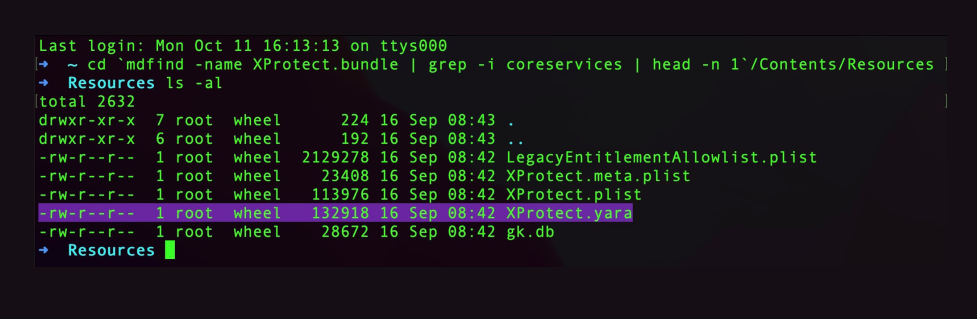 Last login: Mon Oct 11 16:13:13 on ttys000
→ ~ cd `mdfind -name XProtect.bundle | grep -i coreservices | head -n 1`/Contents/Resources
→ Resources ls -al
total 2632
drwxr-xr-x 7 root wheel 224 16 Sep 08:43 .
drwxr-xr-x 6 root wheel 192 16 Sep 08:43 ..
-rw-r--r-- 1 root wheel 2129278 16 Sep 08:42 LegacyEntitlementAllowlist.plist
-rw-r--r-- 1 root wheel 23408 16 Sep 08:42 XProtect.meta.plist
-rw-r--r-- 1 root wheel 113976 16 Sep 08:42 XProtect.plist
-rw-r--r-- 1 root wheel 132918 16 Sep 08:42 XProtect.yara
-rw-r--r-- 1 root wheel 28672 16 Sep 08:42 gk.db
→ Resources